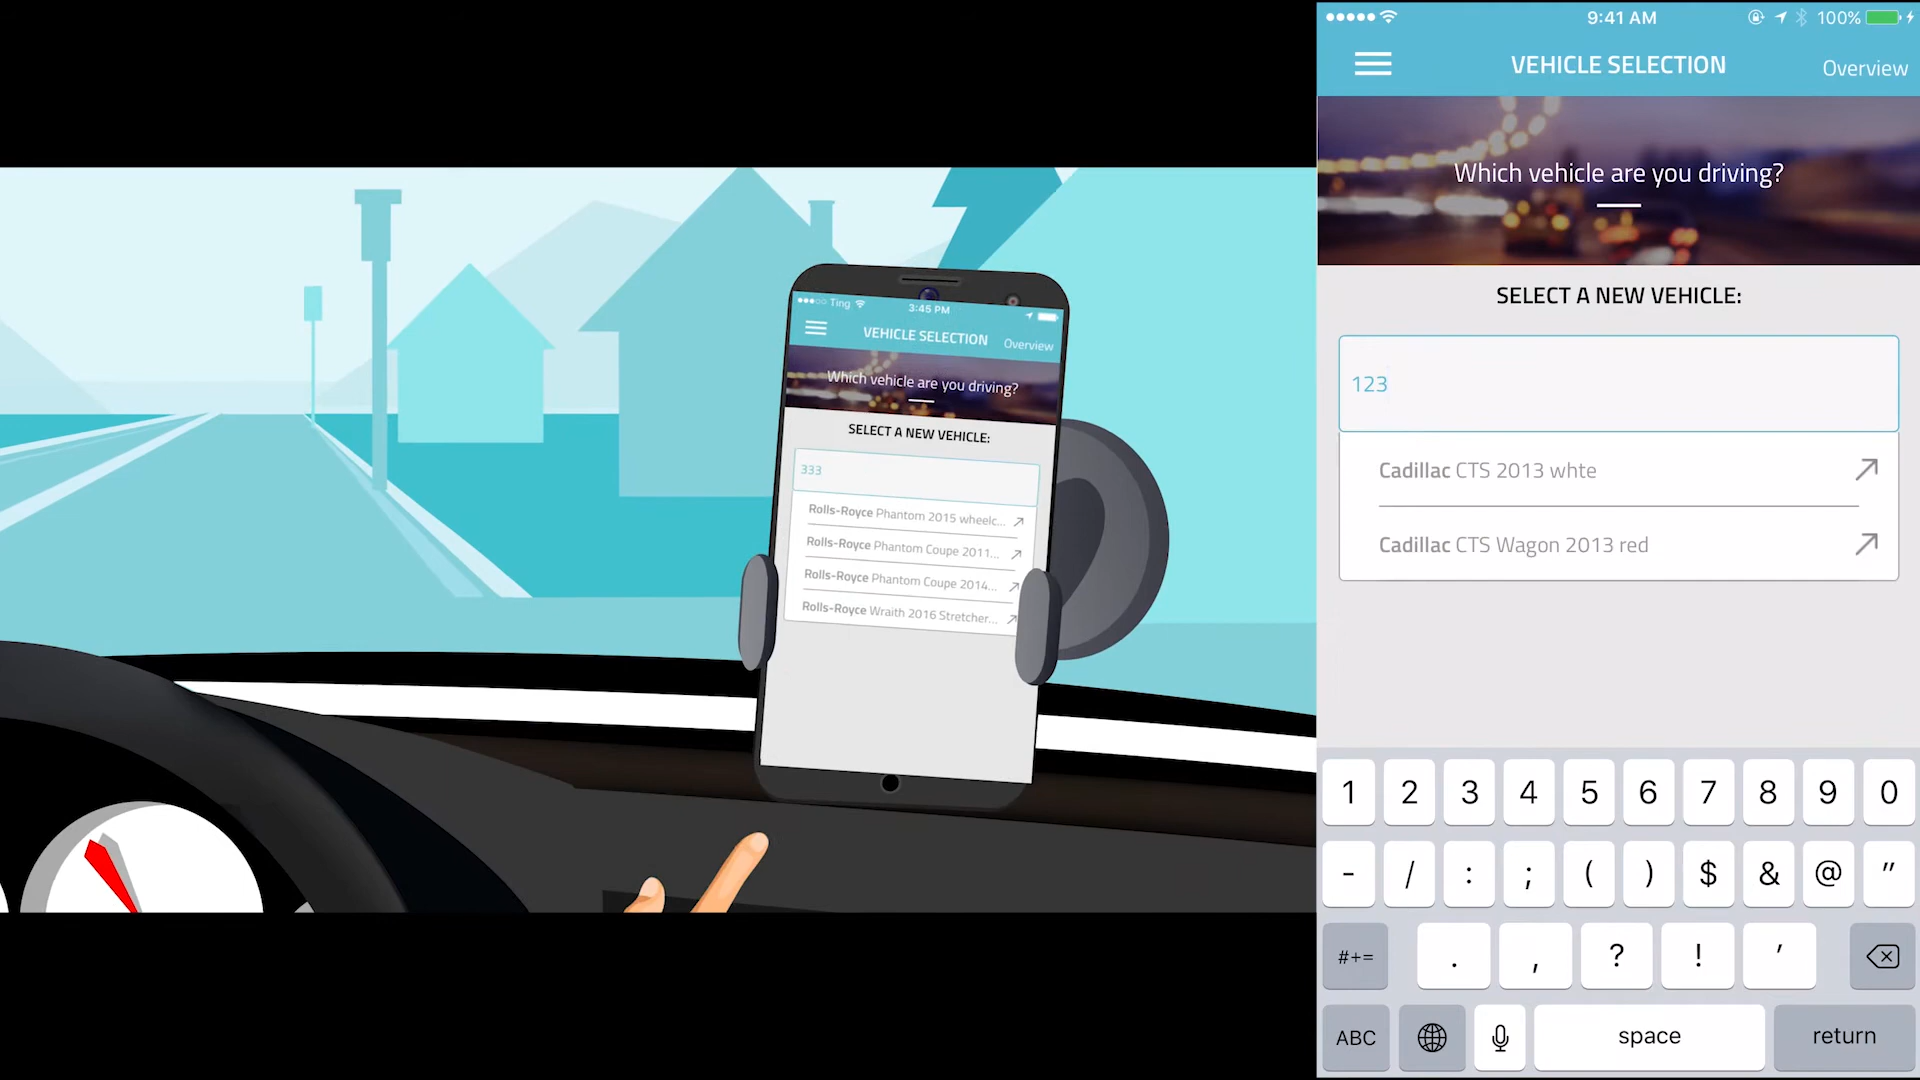 Ting
3:45 PM
VEHICLE SELECTION
Overview
Which vehicle are you driving?
SELECT A NEW VEHICLE:
333
Rolls-Royce Phantom 2015 wheelc...
Rolls-Royce Phantom Coupe 2011...
Rolls-Royce Phantom Coupe 2014...
Rolls-Royce Wraith 2016 Stretcher...
9:41 AM
100%
VEHICLE SELECTION
Overview
Which vehicle are you driving?
SELECT A NEW VEHICLE:
123
Cadillac CTS 2013 whte
Cadillac CTS Wagon 2013 red
1 2 3 4 5 6 7 8 9 0
- / : ; ( ) $ & @ "
#+= . , ? ! '
ABC space return